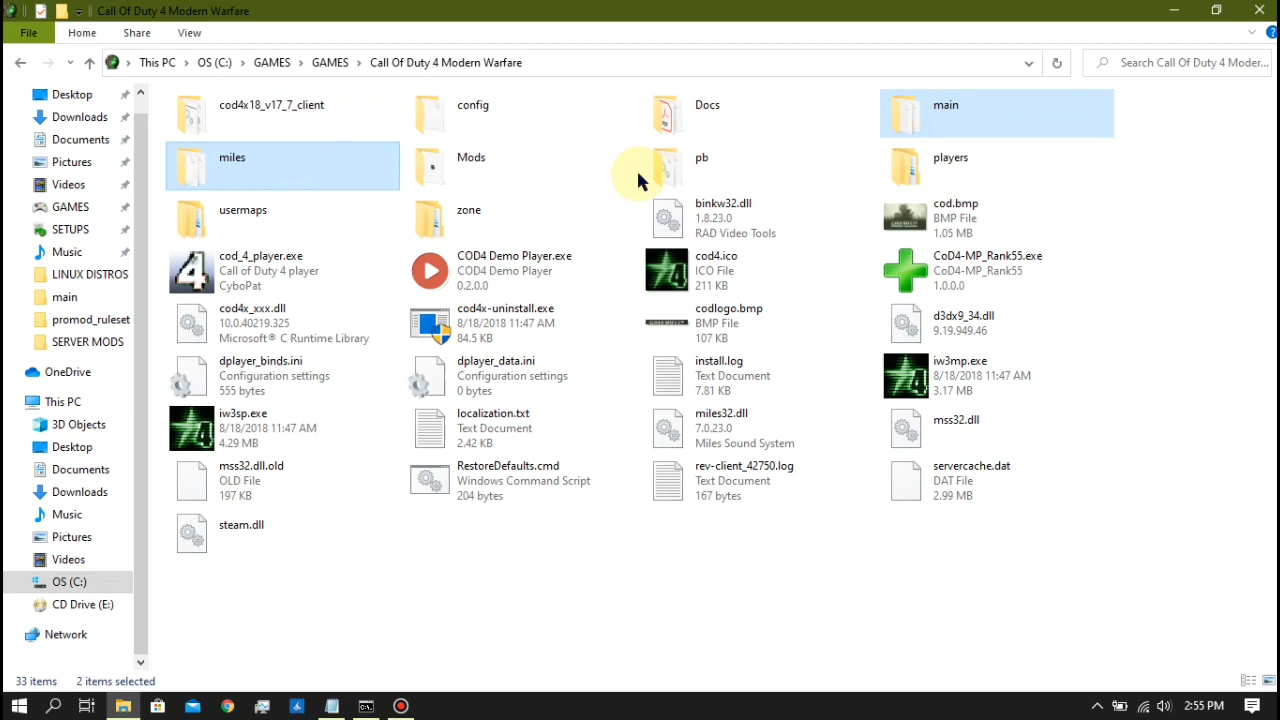 Call Of Duty 4 Modern Warfare
File Home Share View
This PC OS (C:) GAMES GAMES Call Of Duty 4 Modern Warfare Search Call Of Duty 4 Moder...
Desktop
Downloads
Documents
Pictures
Videos
GAMES
SETUPS
Music
LINUX DISTROS
main
promod_ruleset
SERVER MODS
OneDrive
This PC
3D Objects
Desktop
Documents
Downloads
Music
Pictures
Videos
OS (C:)
CD Drive (E:)
Network
cod4x18_v17_7_client
config
Docs
main
miles
Mods
pb
players
usermaps
zone
binkw32.dll
1.8.23.0
RAD Video Tools
cod.bmp
BMP File
1.05 MB
cod_4_player.exe
Call of Duty 4 player
CyboPat
COD4 Demo Player.exe
COD4 Demo Player
0.2.0.0
cod4.ico
ICO File
211 KB
CoD4-MP_Rank55.exe
CoD4-MP_Rank55
1.0.0.0
cod4x_xxx.dll
10.0.40219.325
Microsoft® C Runtime Library
cod4x-uninstall.exe
8/18/2018 11:47 AM
84.5 KB
codlogo.bmp
BMP File
107 KB
d3dx9_34.dll
9.19.949.46
dplayer_binds.ini
Configuration settings
555 bytes
dplayer_data.ini
Configuration settings
0 bytes
install.log
Text Document
7.81 KB
iw3mp.exe
8/18/2018 11:47 AM
3.17 MB
iw3sp.exe
8/18/2018 11:47 AM
4.29 MB
localization.txt
Text Document
2.42 KB
miles32.dll
7.0.23.0
Miles Sound System
mss32.dll
mss32.dll.old
OLD File
197 KB
RestoreDefaults.cmd
Windows Command Script
204 bytes
rev-client_42750.log
Text Document
167 bytes
servercache.dat
DAT File
2.99 MB
steam.dll
33 items 2 items selected
2:55 PM